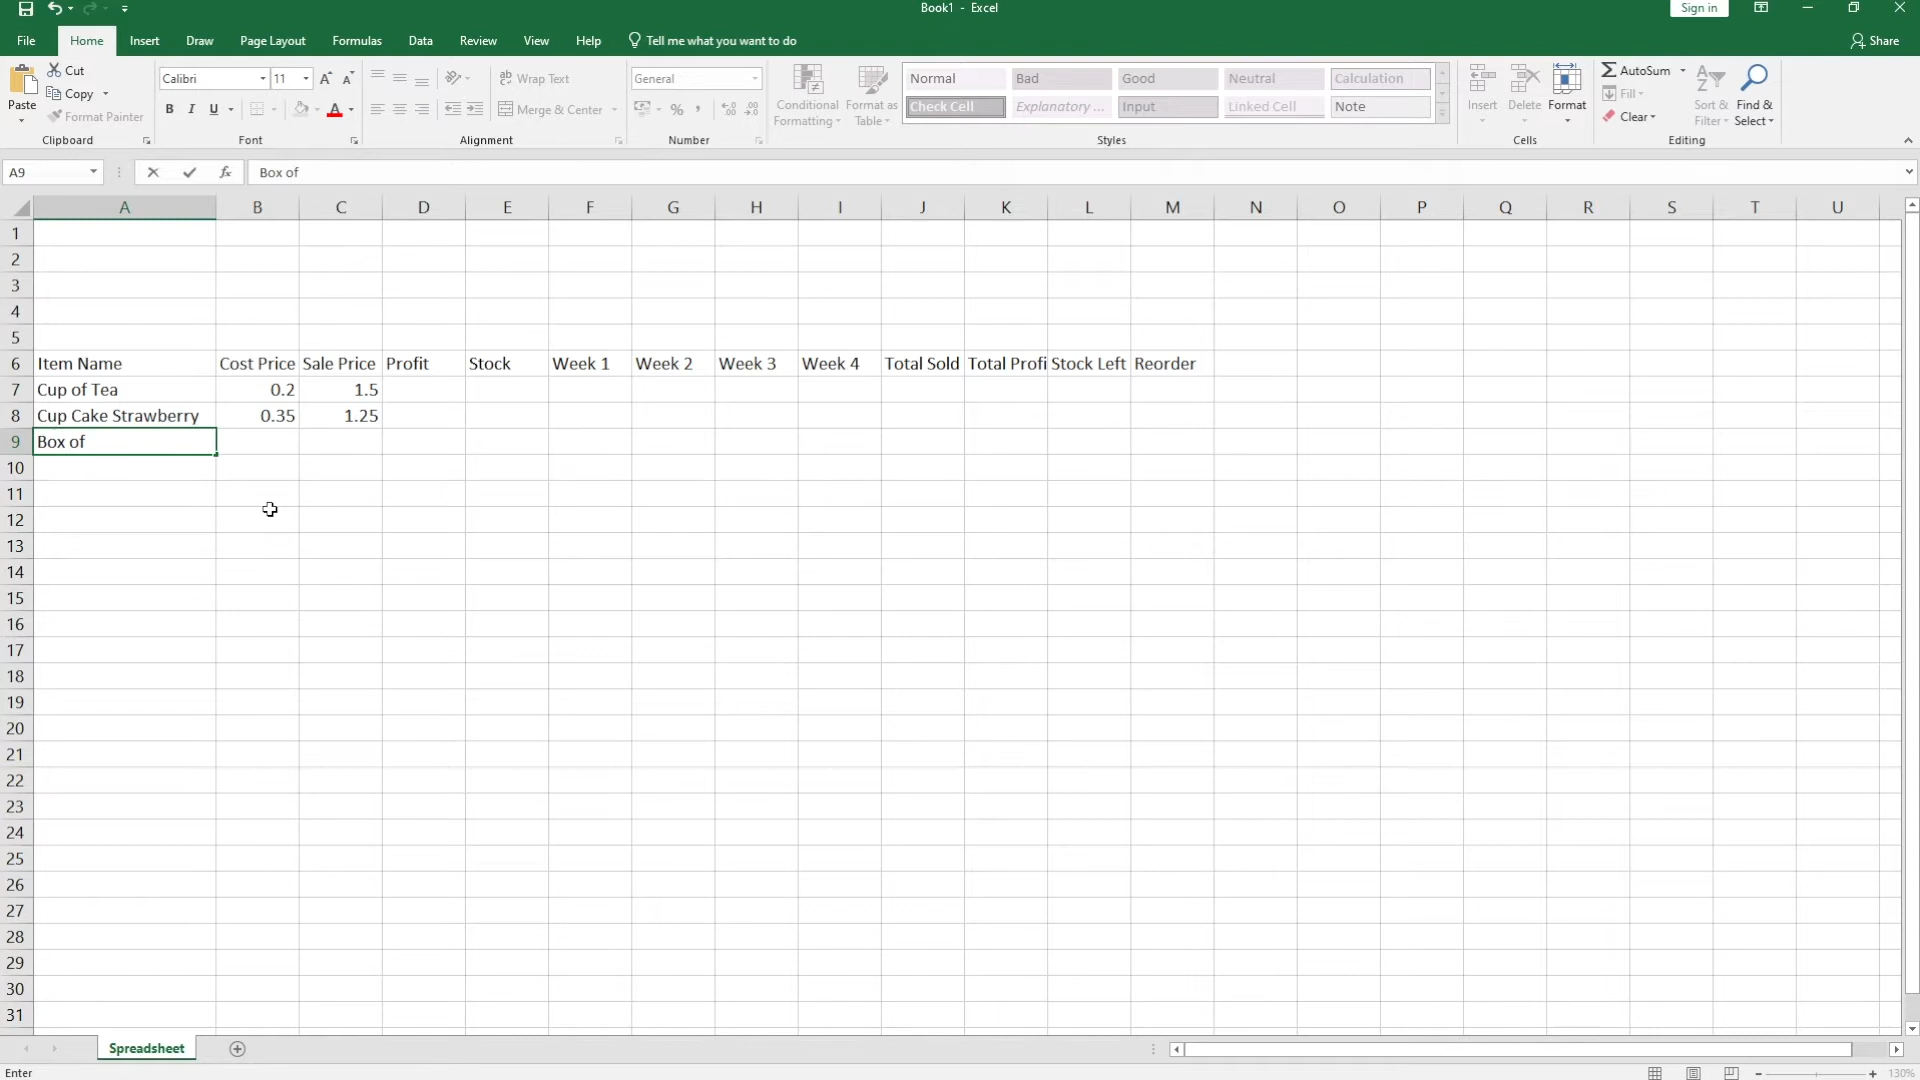 Book1 - Excel
Sign in
File Home Insert Draw Page Layout Formulas Data Review View Help Tell me what you want to do
Share
Paste
Cut
Copy
Format Painter
Clipboard
Calibri 11
B I U
Font
Wrap Text
Merge & Center
Alignment
General
Number
Conditional Formatting
Format as Table
Normal Bad Good Neutral Calculation
Check Cell Explanatory ... Input Linked Cell Note
Styles
Insert Delete Format
Cells
AutoSum
Fill
Clear
Sort & Filter
Find & Select
Editing
A9 fx Box of
A B C D E F G H I J K L M N O P Q R S T U
1
2
3
4
5
6 Item Name Cost Price Sale Price Profit Stock Week 1 Week 2 Week 3 Week 4 Total Sold Total Profi Stock Left Reorder
7 Cup of Tea 0.2 1.5
8 Cup Cake Strawberry 0.35 1.25
9 Box of
10
11
12
13
14
15
16
17
18
19
20
21
22
23
24
25
26
27
28
29
30
31
Spreadsheet
Enter
130%